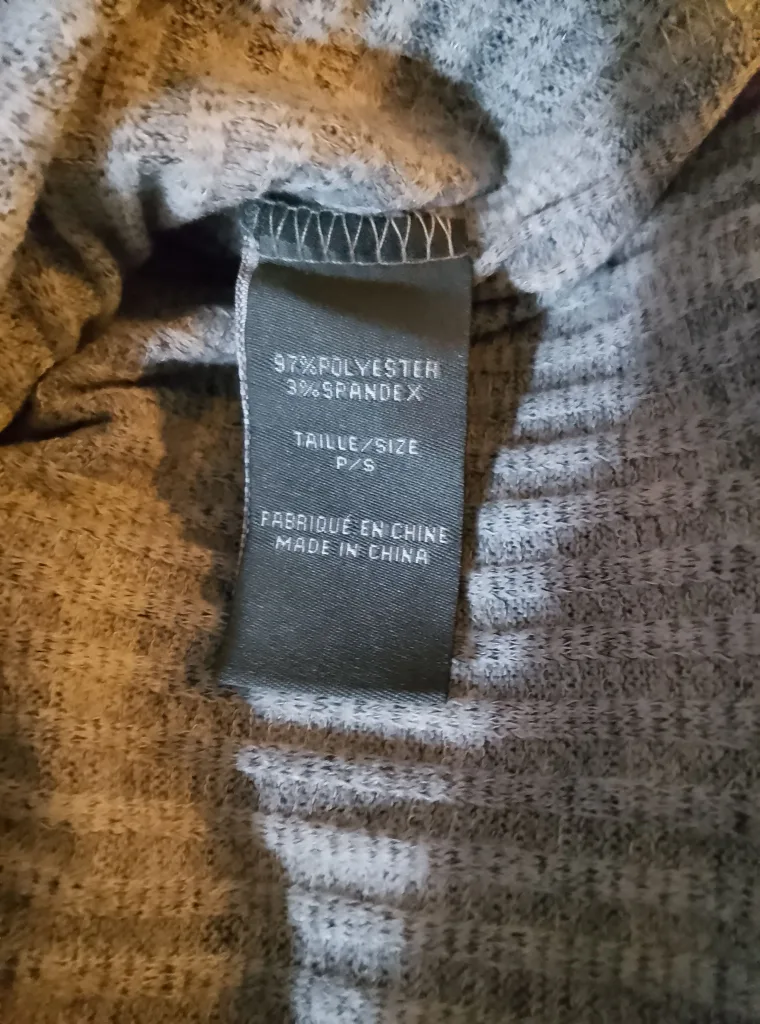 97%POLYESTER
3%SPANDEX
TAILLE/SIZE
P/S
FABRIQUÉ EN CHINE
MADE IN CHINA